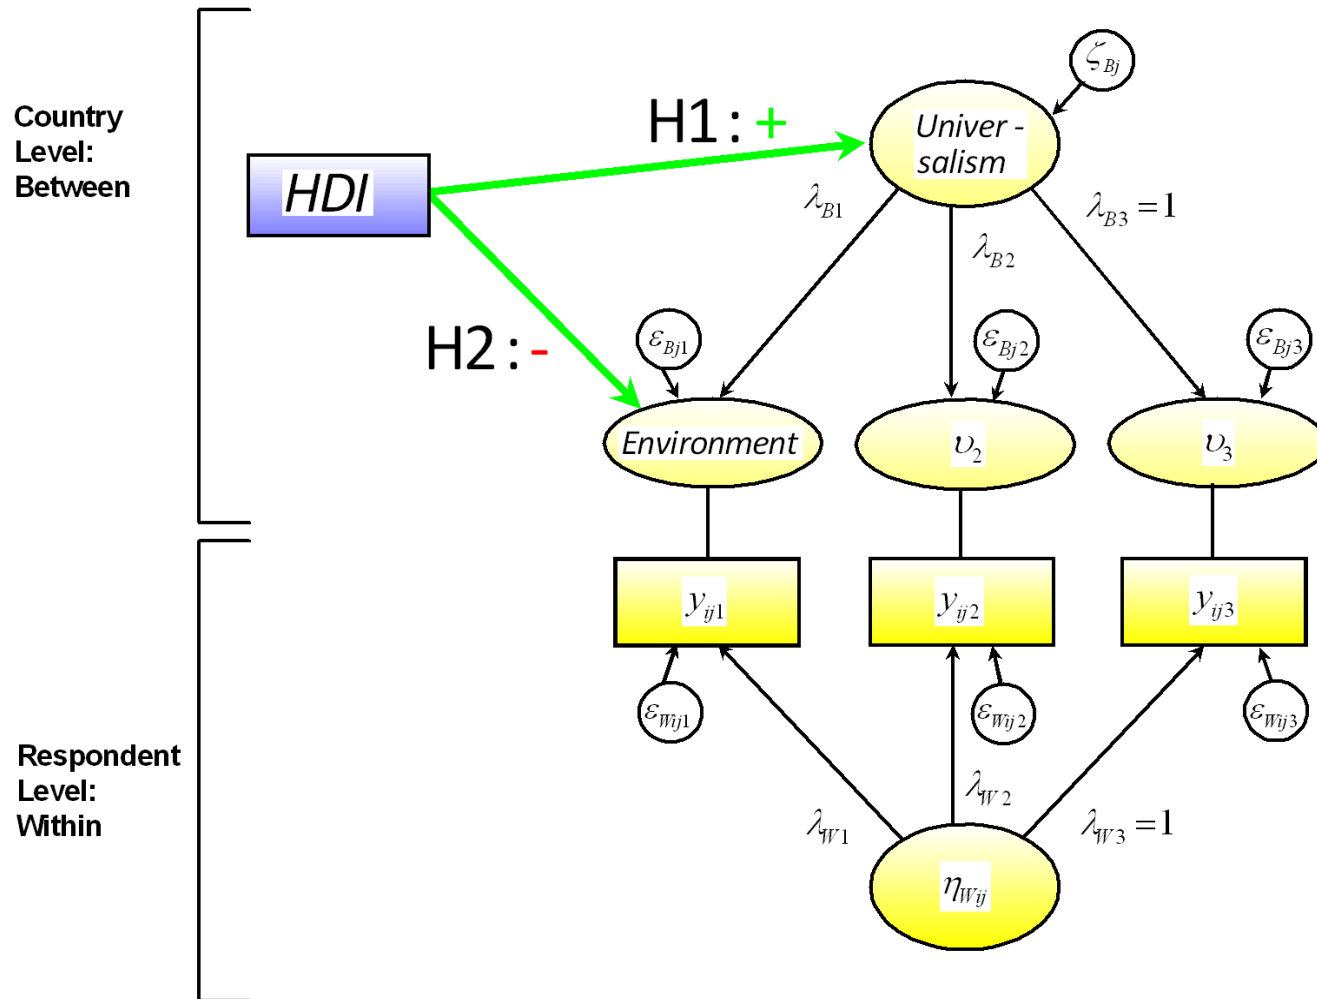 Country
Level:
Between
HDI
H1 : +
H2 : -
Univer -
salism
ζBj
λB1
λB2
λB3 = 1
εBj1
εBj2
εBj3
Environment
υ2
υ3
yij1
yij2
yij3
Respondent
Level:
Within
εWij1
εWij2
εWij3
λW1
λW2
λW3 = 1
ηWij